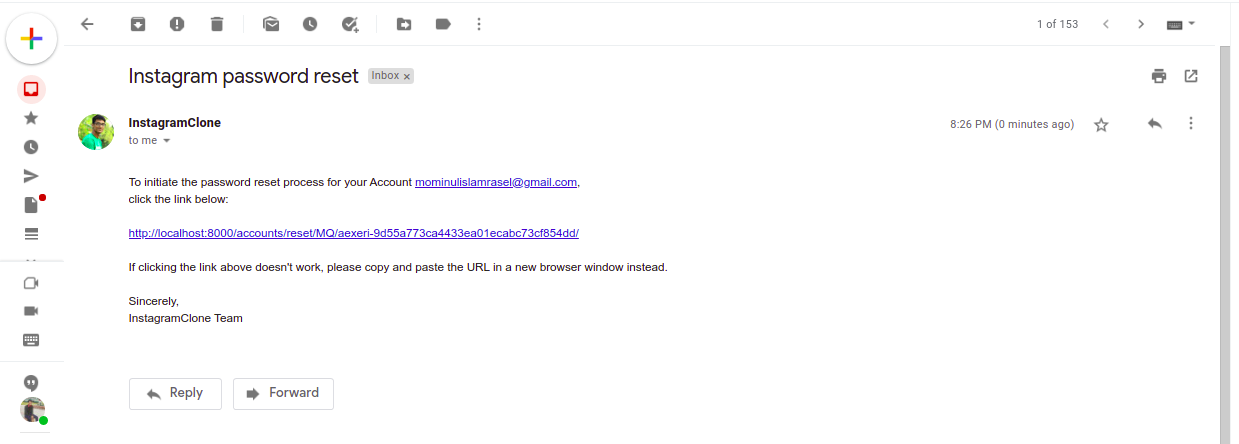 1 of 153
Instagram password reset
Inbox ×
InstagramClone
8:26 PM (0 minutes ago)
to me
To initiate the password reset process for your Account mominulislamrasel@gmail.com,
click the link below:
http://localhost:8000/accounts/reset/MQ/aexeri-9d55a773ca4433ea01ecabc73cf854dd/
If clicking the link above doesn't work, please copy and paste the URL in a new browser window instead.
Sincerely,
InstagramClone Team
Reply
Forward